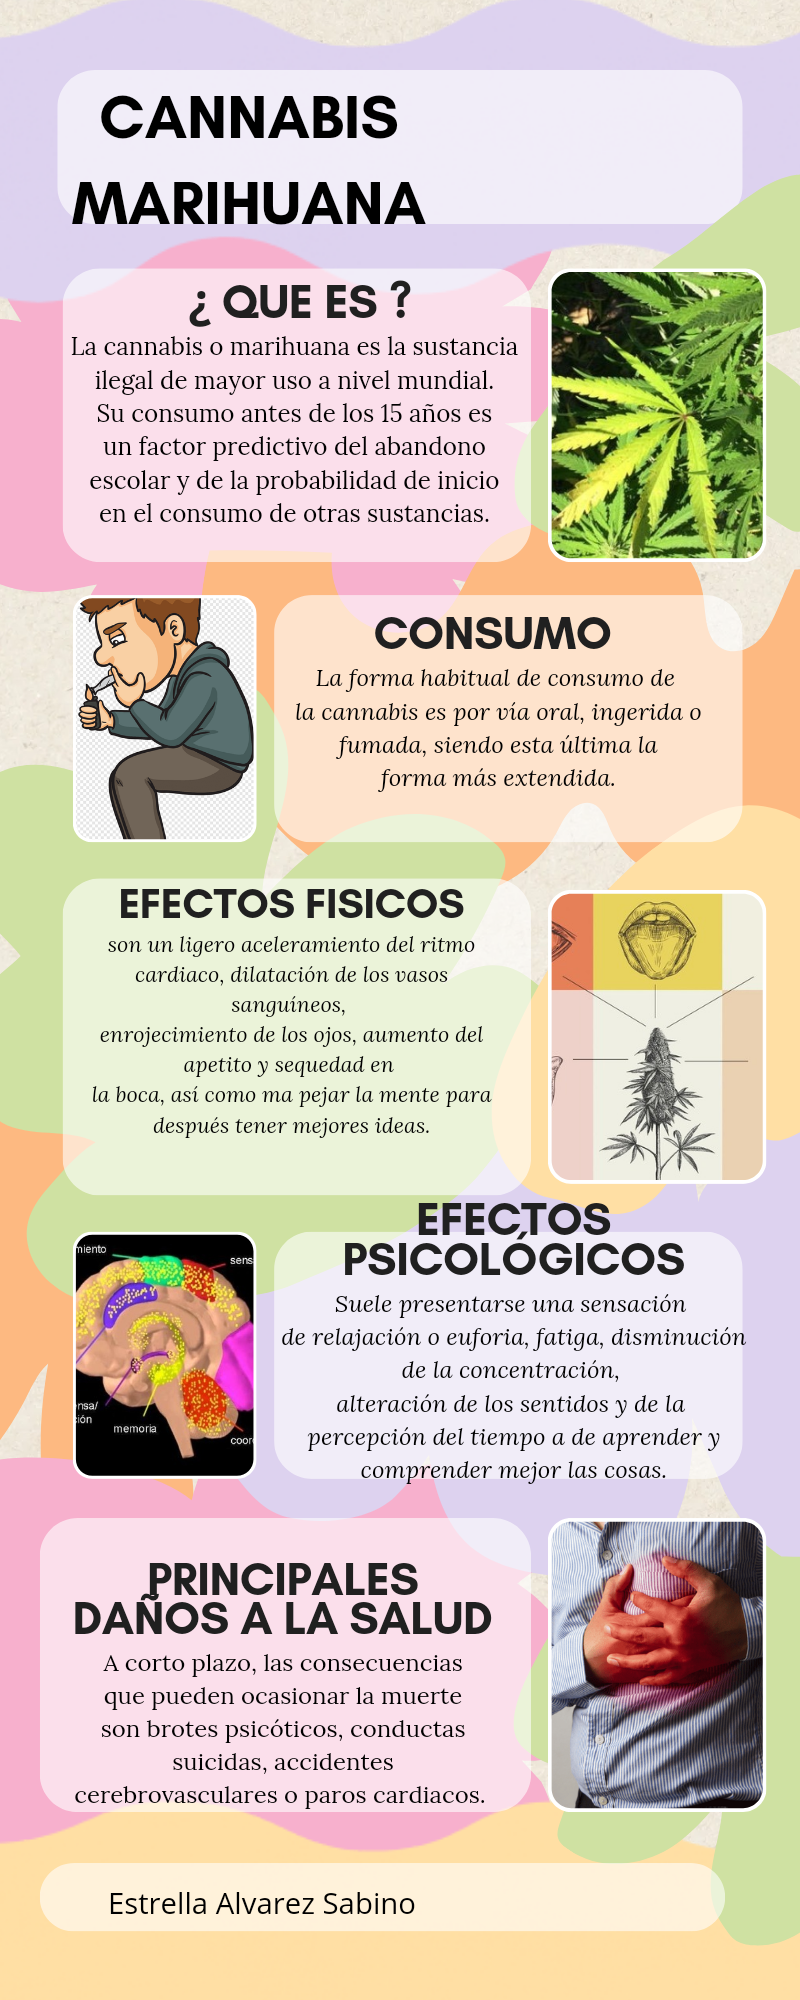 CANNABIS
MARIHUANA
¿ QUE ES ?
La cannabis o marihuana es la sustancia
ilegal de mayor uso a nivel mundial.
Su consumo antes de los 15 años es
un factor predictivo del abandono
escolar y de la probabilidad de inicio
en el consumo de otras sustancias.
CONSUMO
La forma habitual de consumo de
la cannabis es por vía oral, ingerida o
fumada, siendo esta última la
forma más extendida.
EFECTOS FISICOS
son un ligero aceleramiento del ritmo
cardiaco, dilatación de los vasos
sanguíneos,
enrojecimiento de los ojos, aumento del
apetito y sequedad en
la boca, así como ma pejar la mente para
después tener mejores ideas.
EFECTOS
PSICOLÓGICOS
Suele presentarse una sensación
de relajación o euforia, fatiga, disminución
de la concentración,
alteración de los sentidos y de la
percepción del tiempo a de aprender y
comprender mejor las cosas.
miento
sens
ensa/
ión
memoria
coor
PRINCIPALES
DAÑOS A LA SALUD
A corto plazo, las consecuencias
que pueden ocasionar la muerte
son brotes psicóticos, conductas
suicidas, accidentes
cerebrovasculares o paros cardiacos.
Estrella Alvarez Sabino